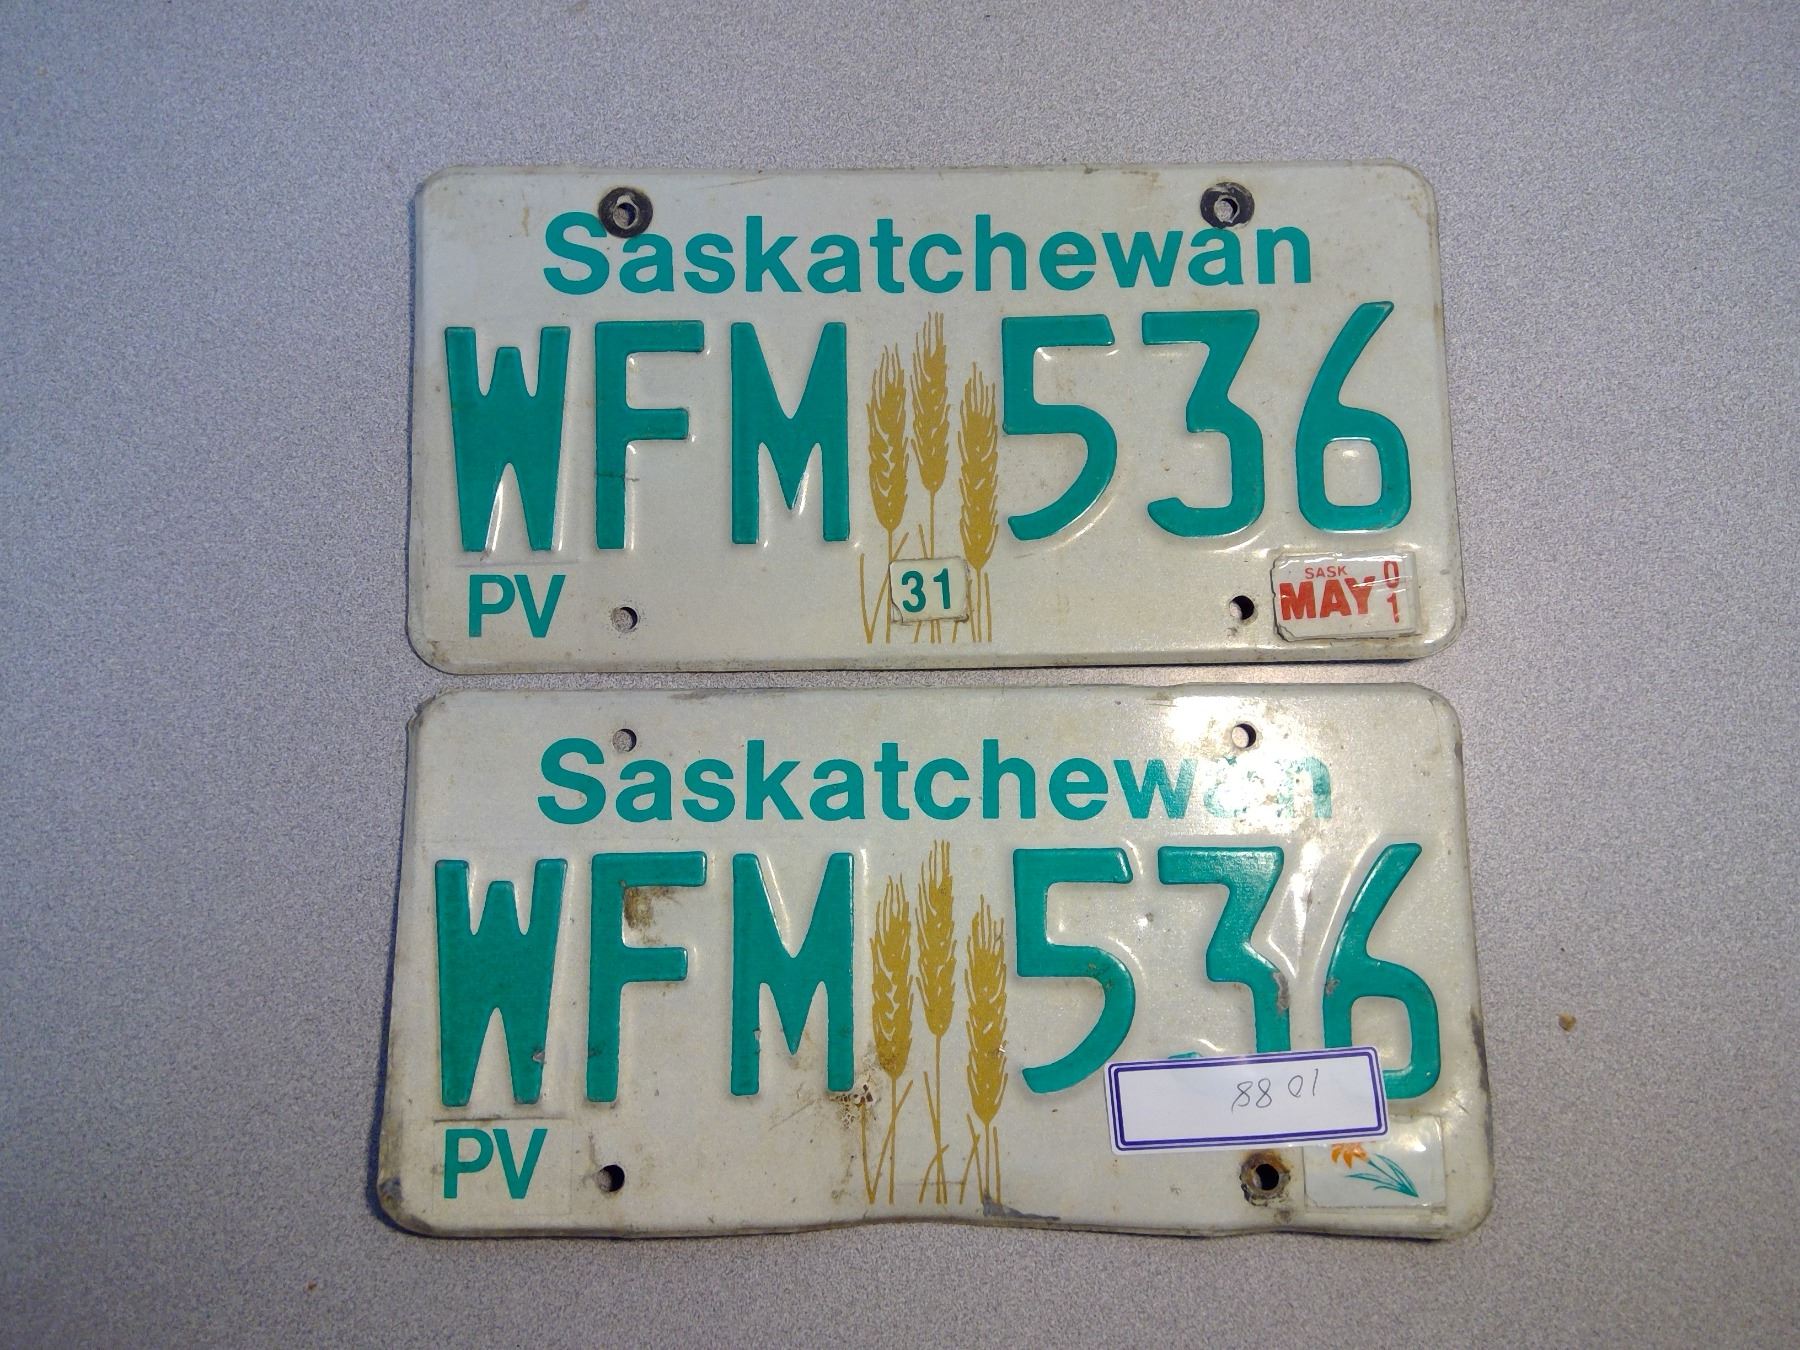 Saskatchewan
WFM 536
PV 31 SASK MAY 01
Saskatchewan
WFM 536
88 01
PV